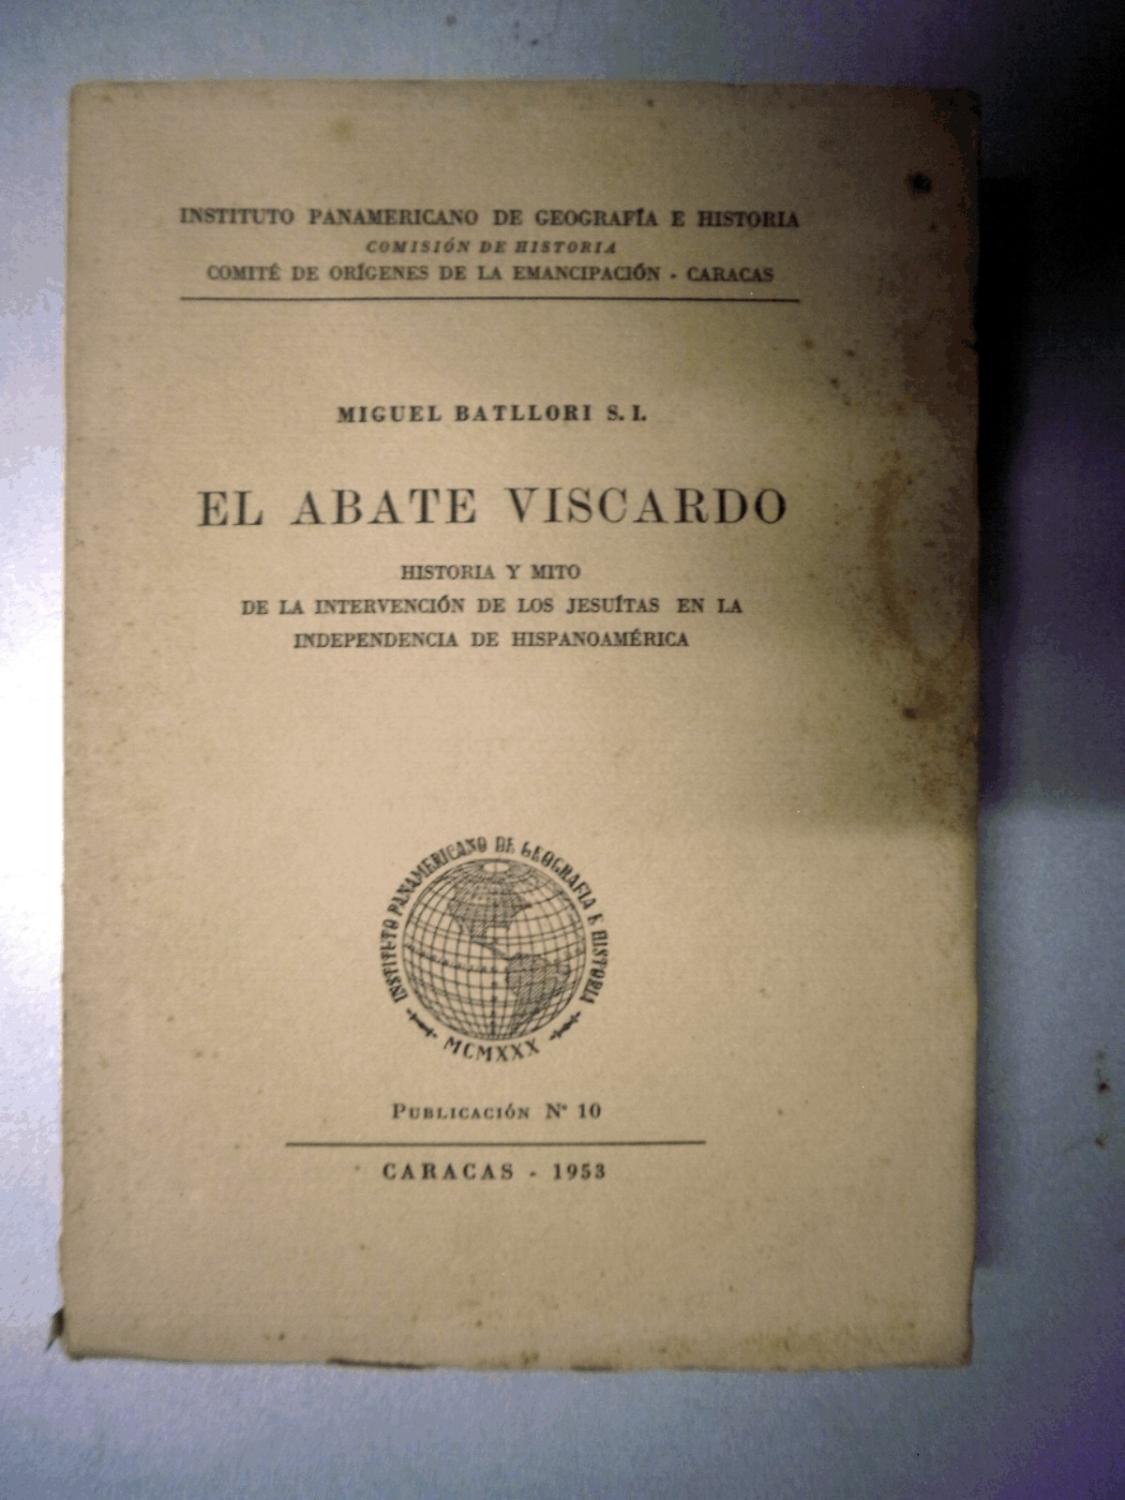 INSTITUTO PANAMERICANO DE GEOGRAFÍA E HISTORIA
COMISIÓN DE HISTORIA
COMITÉ DE ORÍGENES DE LA EMANCIPACIÓN - CARACAS
MIGUEL BATLLORI S. I.
EL ABATE VISCARDO
HISTORIA Y MITO
DE LA INTERVENCIÓN DE LOS JESUÍTAS EN LA
INDEPENDENCIA DE HISPANOAMÉRICA
INSTITUTO PANAMERICANO DE GEOGRAFIA E HISTORIA
MCMXXX
PUBLICACIÓN Nº 10
CARACAS - 1953